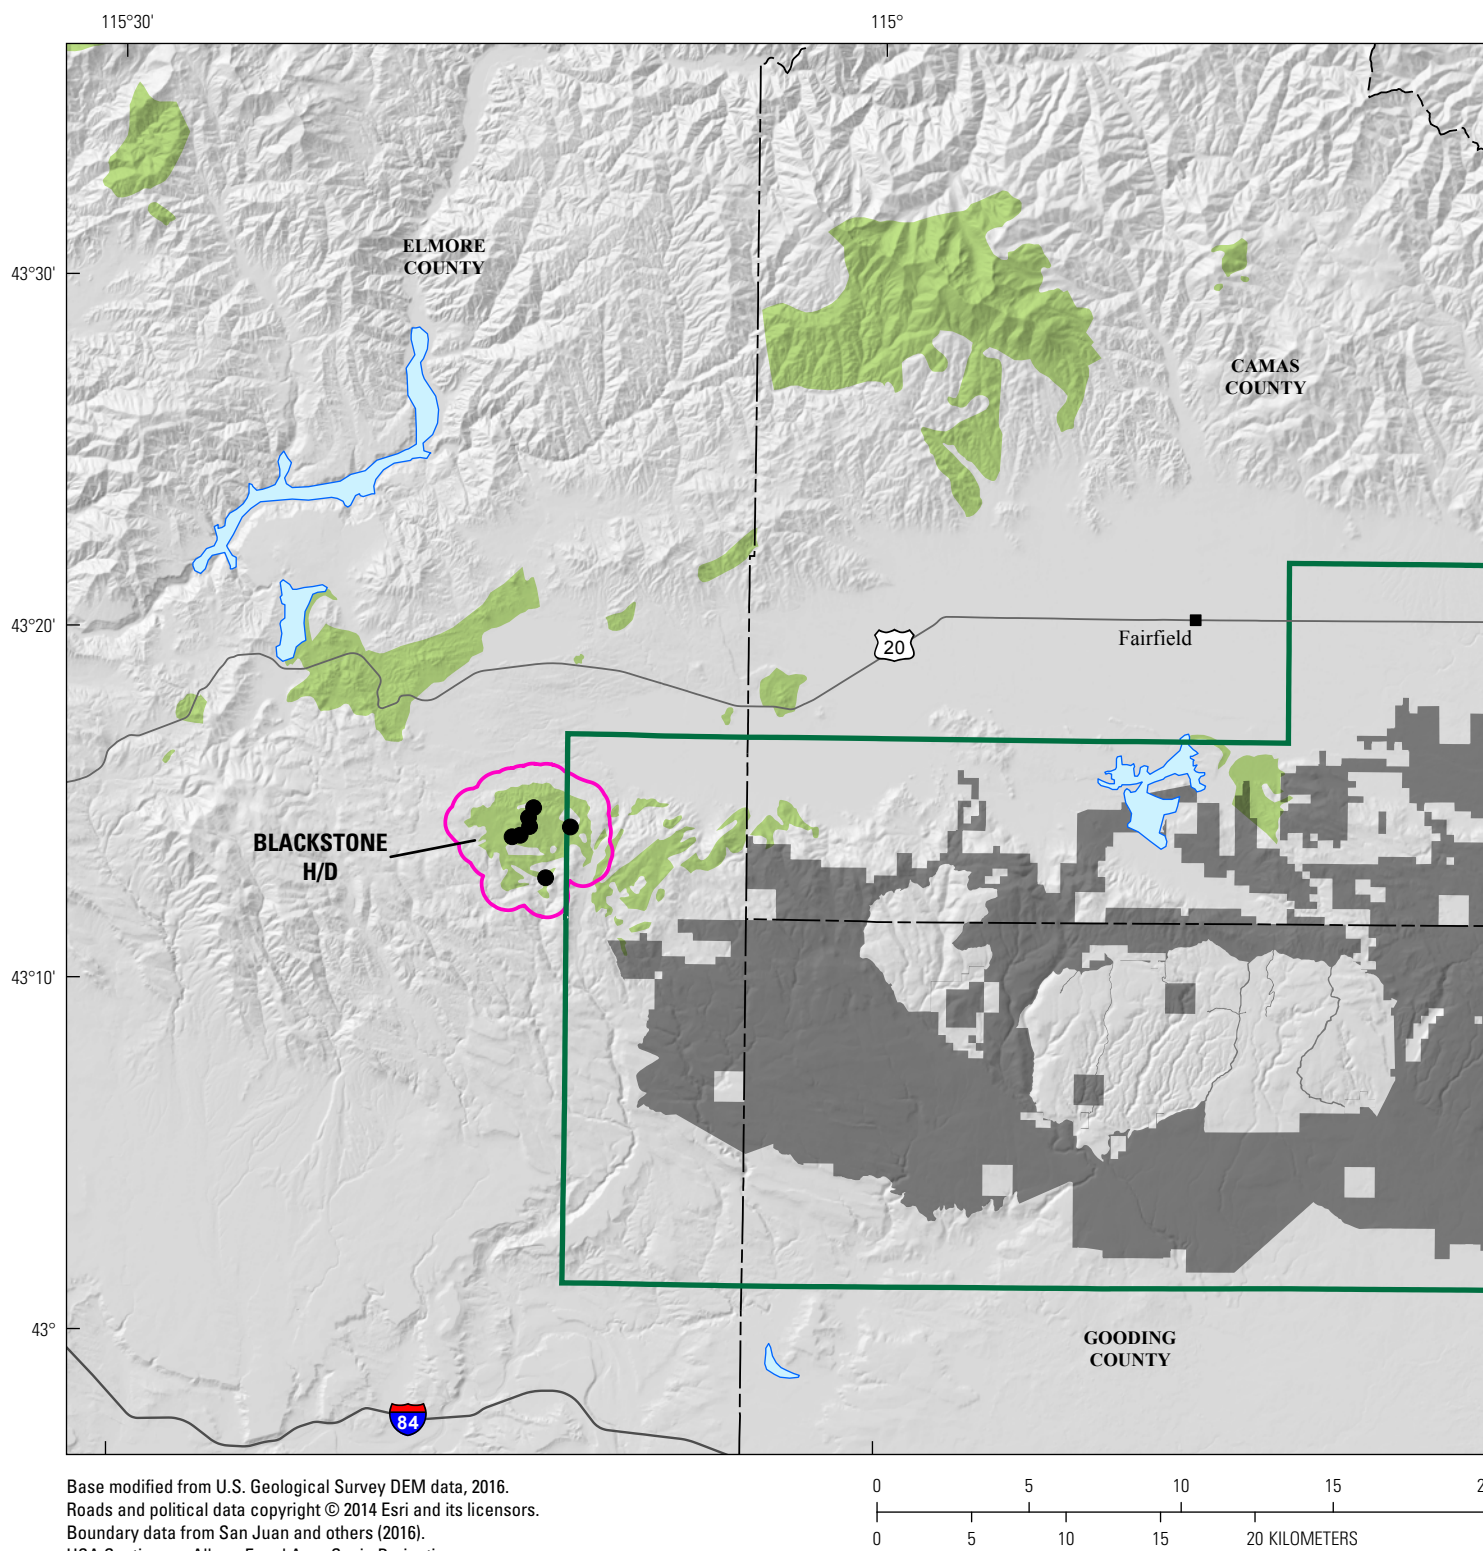 115°30'
115°
43°30'
ELMORE
COUNTY
CAMAS
COUNTY
43°20'
20
Fairfield
BLACKSTONE
H/D
43°10'
43°
GOODING
COUNTY
84
Base modified from U.S. Geological Survey DEM data, 2016.
Roads and political data copyright © 2014 Esri and its licensors.
Boundary data from San Juan and others (2016).
0 5 10 15
0 5 10 15 20 KILOMETERS